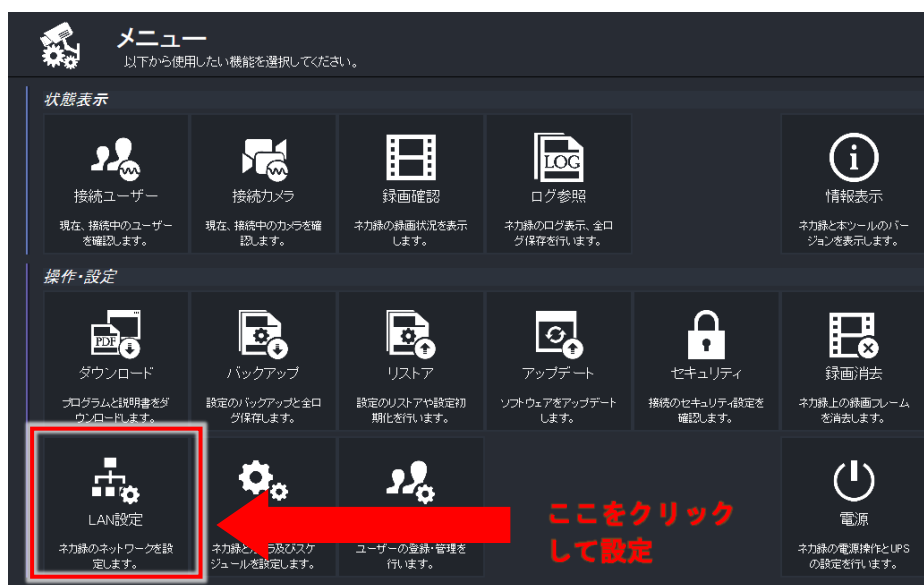 メニュー
以下から使用したい機能を選択してください。
状態表示
接続ユーザー
現在、接続中のユーザー
を確認します。
接続カメラ
現在、接続中のカメラを確
認します。
録画確認
ネカ録の録画状況を表示
します。
LOG
ログ参照
ネカ録のログ表示、全ロ
グ保存を行います。
i
情報表示
ネカ録と本ツールのバー
ジョンを表示します。
操作・設定
PDF
ダウンロード
プログラムと説明書をダ
ウンロードします。
バックアップ
設定のバックアップと全ロ
グ保存します。
リストア
設定のリストアや設定初
期化を行います。
アップデート
ソフトウェアをアップデート
します。
セキュリティ
接続のセキュリティ設定を
確認します。
録画消去
ネカ録上の録画フレーム
を消去します。
LAN設定
ネカ録のネットワークを設
定します。
ネカ録と
及びスケ
ジュールを設定します。
ユーザーの登録・管理を
行います。
ここをクリック
して設定
電源
ネカ録の電源操作とUPS
の設定を行います。